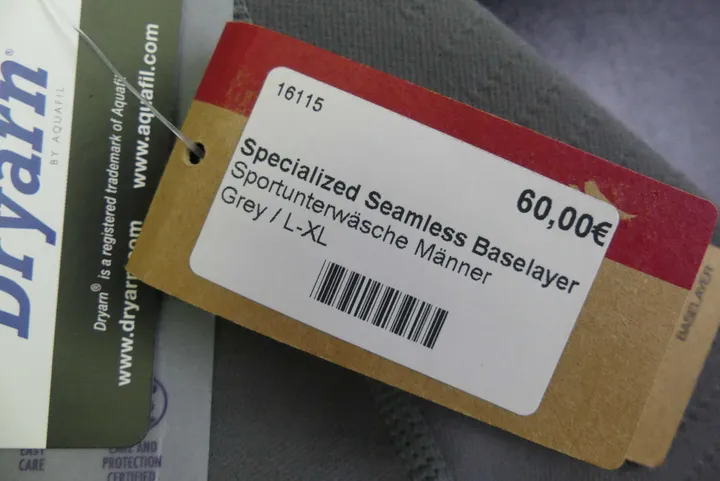 Dryarn®
BY AQUAFIL
Dryarn® is a registered trademark of Aquafil
www.dryarn.
www.aquafil.com
EASY
CARE
CARE AND
PROTECTION
CERTIFIED
16115
60,00€
Specialized Seamless Baselayer
Sportunterwäsche Männer
Grey / L-XL
BASELAYER